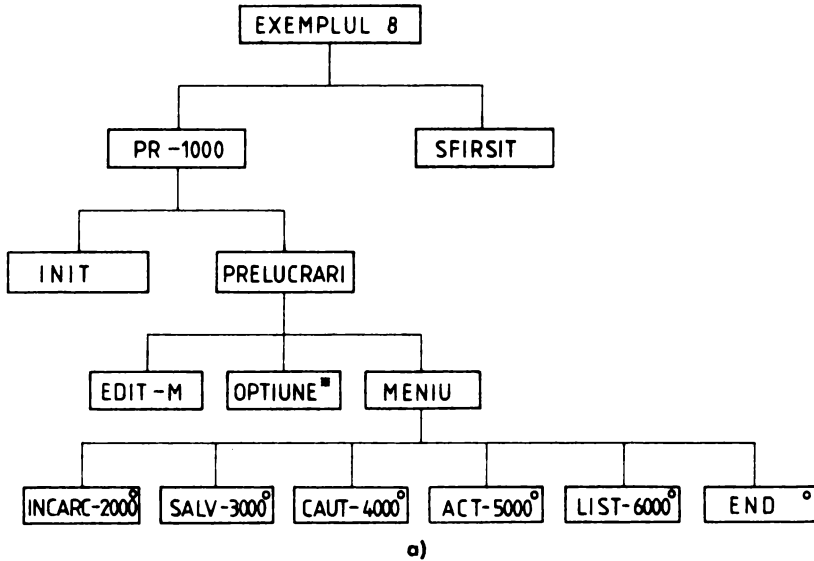 EXEMPLUL 8
PR-1000 SFIRSIT
INIT PRELUCRARI
EDIT-M OPTIUNE* MENIU
INCARC-2000° SALV-3000° CAUT-4000° ACT-5000° LIST-6000° END °
a)